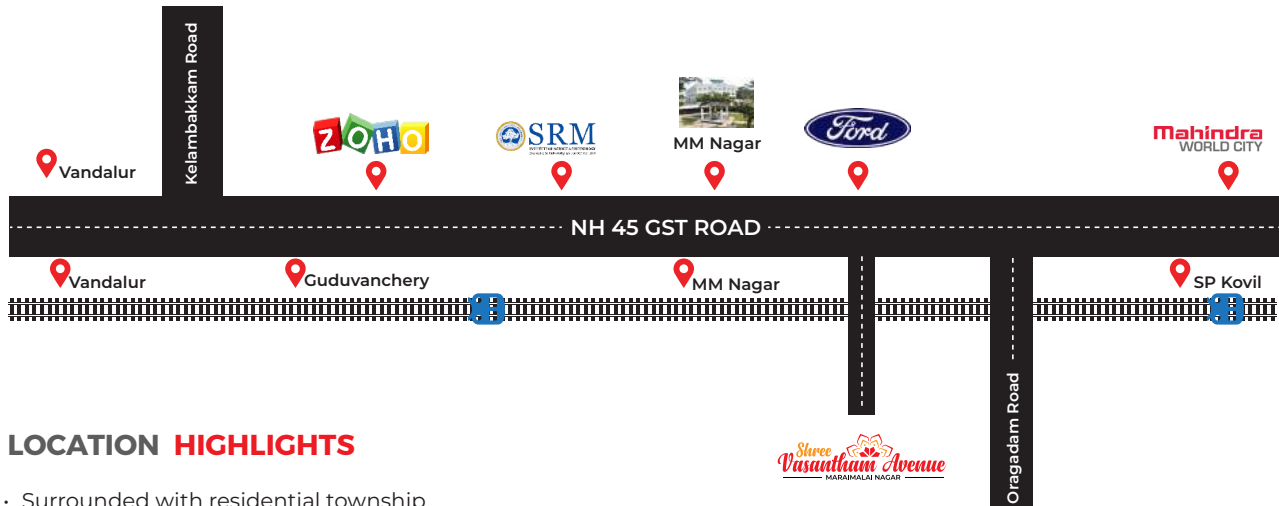 Kelambakkam Road
Vandalur
ZOHO
SRM
MM Nagar
Ford
Mahindra
WORLD CITY
NH 45 GST ROAD
Vandalur
Guduvanchery
MM Nagar
SP Kovil
Oragadam Road
LOCATION HIGHLIGHTS
Shree
Vasantham Avenue
MARAIMALAI NAGAR
• Surrounded with residential township